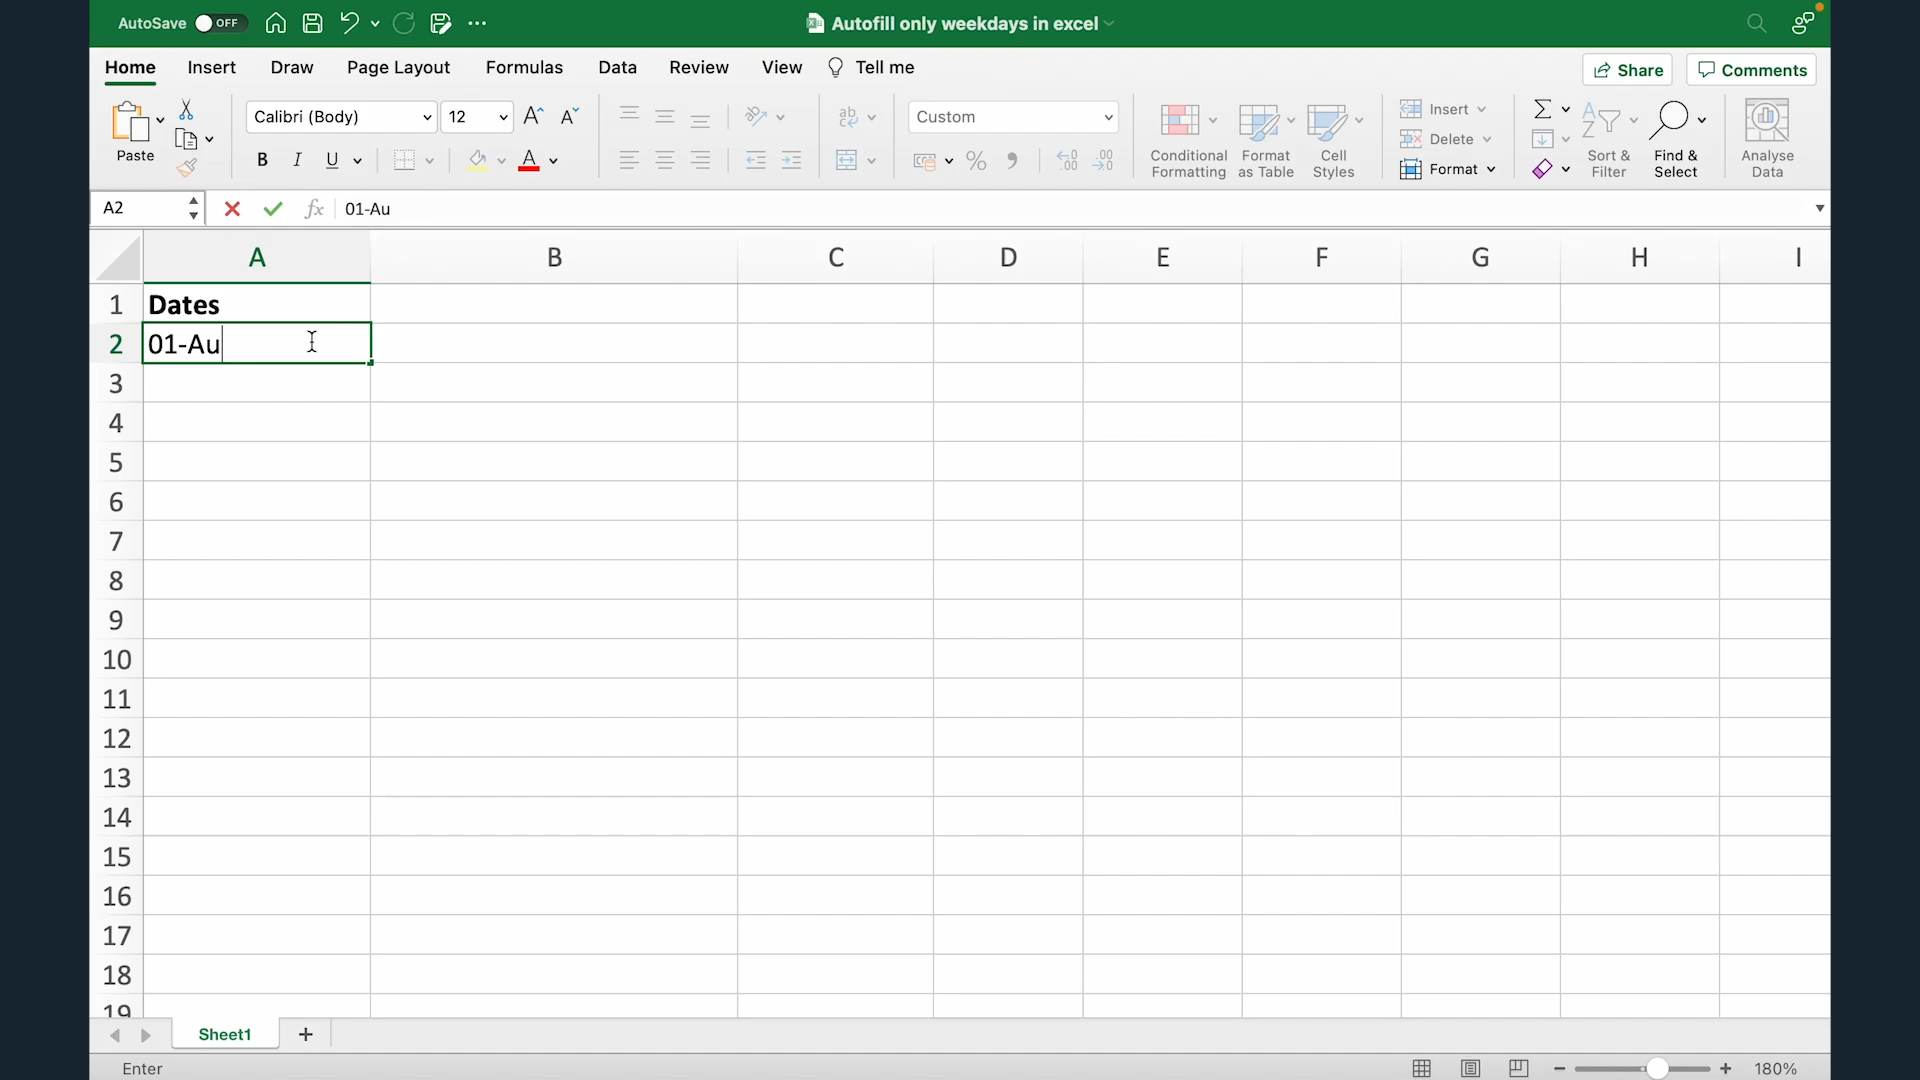 AutoSave OFF Autofill only weekdays in excel
Home Insert Draw Page Layout Formulas Data Review View Tell me Share Comments
Paste Calibri (Body) 12 Custom Conditional Formatting Format as Table Cell Styles Insert Delete Format Sort & Filter Find & Select Analyse Data
B I U A
A2 fx 01-Au
A B C D E F G H I
1 Dates
2 01-Au
3
4
5
6
7
8
9
10
11
12
13
14
15
16
17
18
19
Sheet1 +
Enter 180%